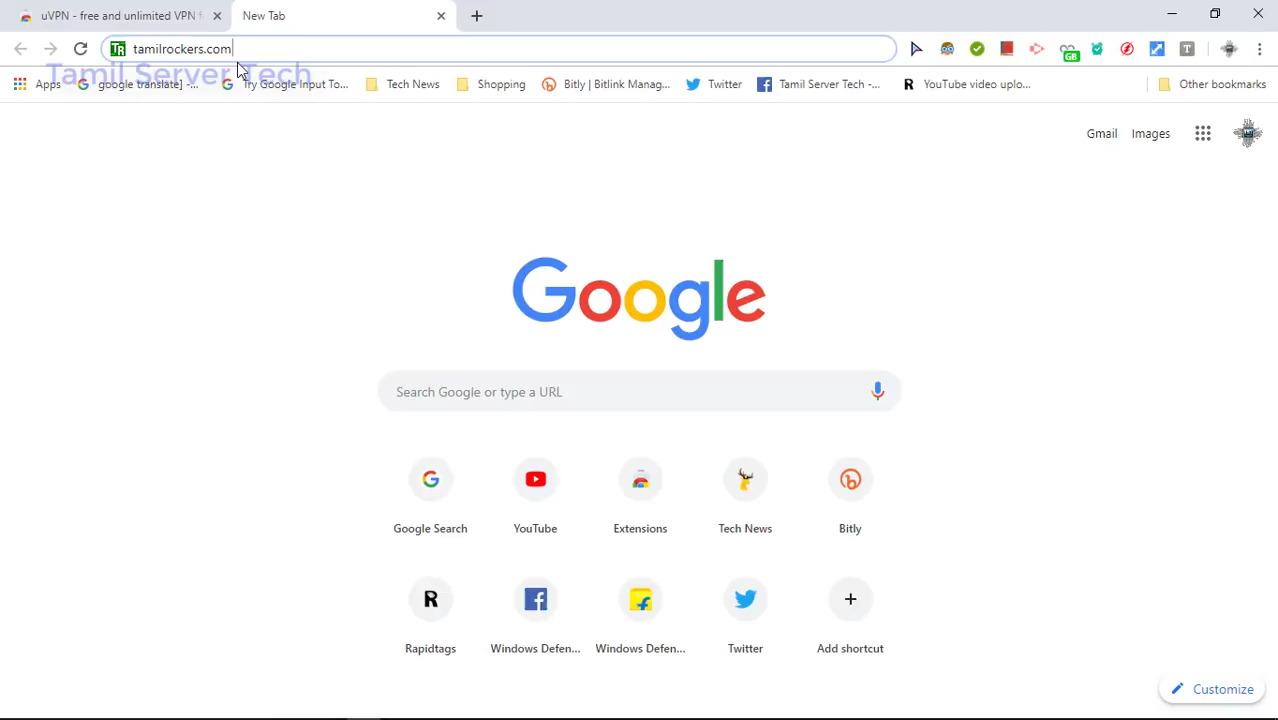 uVPN - free and unlimited VPN f
New Tab
TR tamilrockers.com
GB
T
Tamil Server Tech
Apps
google translate] -...
Try Google Input To...
Tech News
Shopping
Bitly | Bitlink Manag...
Twitter
Tamil Server Tech -...
R YouTube video uplo...
Other bookmarks
Gmail Images
Google
Search Google or type a URL
Google Search
YouTube
Extensions
Tech News
Bitly
R
Rapidtags
Windows Defen...
Windows Defen...
Twitter
Add shortcut
Customize